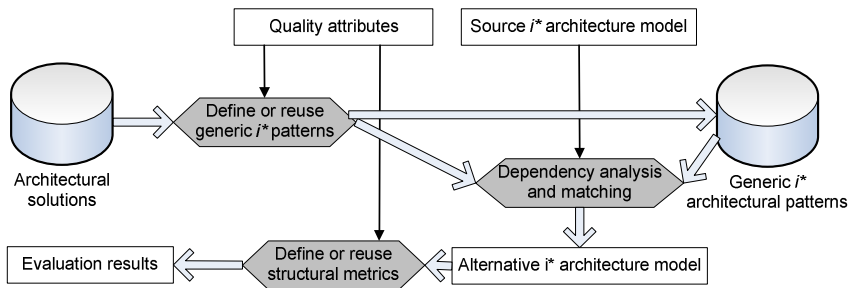 Quality attributes
Source i* architecture model
Define or reuse
generic i* patterns
Architectural
solutions
Dependency analysis
and matching
Generic i*
architectural patterns
Evaluation results
Define or reuse
structural metrics
Alternative i* architecture model